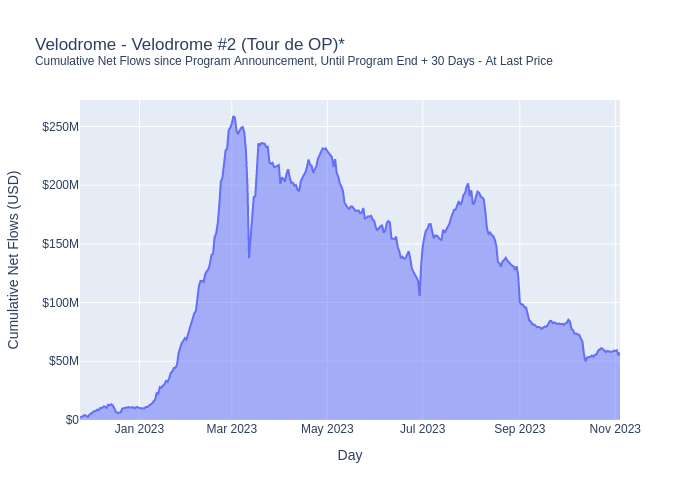 Velodrome - Velodrome #2 (Tour de OP)*
Cumulative Net Flows since Program Announcement, Until Program End + 30 Days - At Last Price
Cumulative Net Flows (USD)
$250M
$200M
$150M
$100M
$50M
$0
Jan 2023 Mar 2023 May 2023 Jul 2023 Sep 2023 Nov 2023
Day